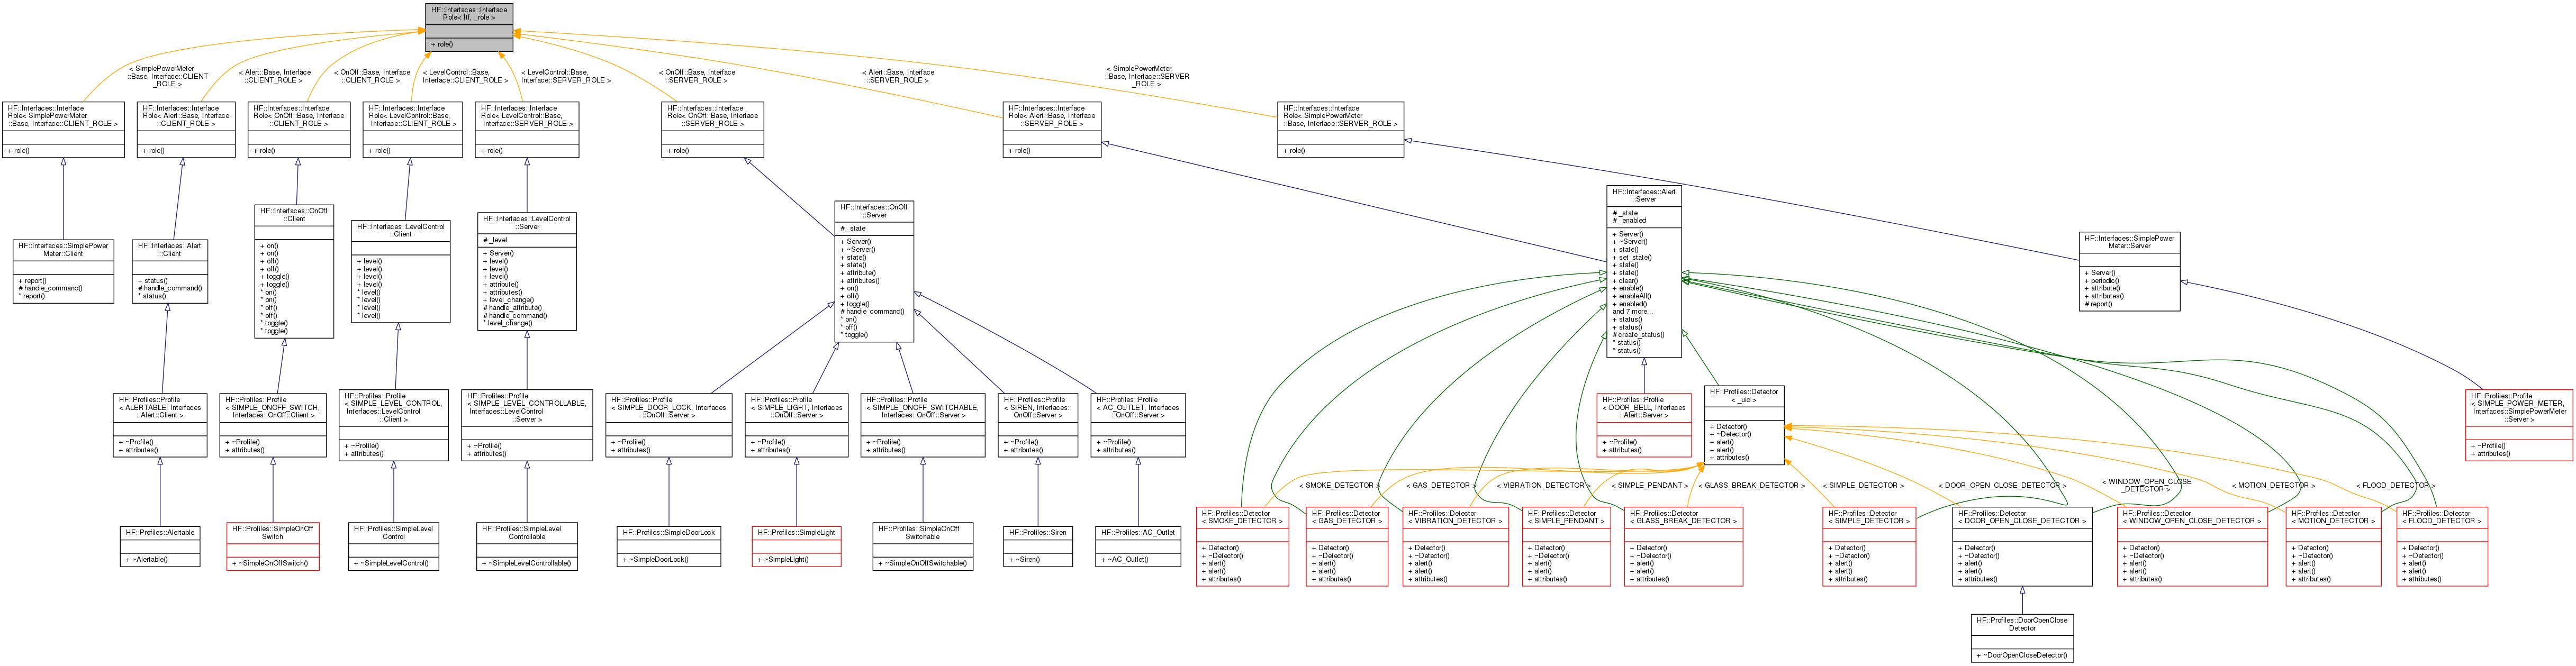 HF::Interfaces::Interface
Role< Itf, _role >
+ role()
< SimplePowerMeter
::Base, Interface::CLIENT
_ROLE >
< Alert::Base, Interface
::CLIENT_ROLE >
< OnOff::Base, Interface
::CLIENT_ROLE >
< LevelControl::Base,
Interface::CLIENT_ROLE >
< LevelControl::Base,
Interface::SERVER_ROLE >
< OnOff::Base, Interface
::SERVER_ROLE >
< Alert::Base, Interface
::SERVER_ROLE >
< SimplePowerMeter
::Base, Interface::SERVER
_ROLE >
HF::Interfaces::Interface
Role< SimplePowerMeter
::Base, Interface::CLIENT_ROLE >
+ role()
HF::Interfaces::Interface
Role< Alert::Base, Interface
::CLIENT_ROLE >
+ role()
HF::Interfaces::Interface
Role< OnOff::Base, Interface
::CLIENT_ROLE >
+ role()
HF::Interfaces::Interface
Role< LevelControl::Base,
Interface::CLIENT_ROLE >
+ role()
HF::Interfaces::Interface
Role< LevelControl::Base,
Interface::SERVER_ROLE >
+ role()
HF::Interfaces::Interface
Role< OnOff::Base, Interface
::SERVER_ROLE >
+ role()
HF::Interfaces::Interface
Role< Alert::Base, Interface
::SERVER_ROLE >
+ role()
HF::Interfaces::Interface
Role< SimplePowerMeter
::Base, Interface::SERVER_ROLE >
+ role()
HF::Interfaces::SimplePower
Meter::Client
+ report()
# handle_command()
* report()
HF::Interfaces::Alert
::Client
+ status()
# handle_command()
* status()
HF::Interfaces::OnOff
::Client
+ on()
+ on()
+ off()
+ off()
+ toggle()
+ toggle()
* on()
* on()
* off()
* off()
* toggle()
* toggle()
HF::Interfaces::LevelControl
::Client
+ level()
+ level()
+ level()
+ level()
* level()
* level()
* level()
* level()
HF::Interfaces::LevelControl
::Server
# _level
+ Server()
+ level()
+ level()
+ level()
+ attribute()
+ attributes()
+ level_change()
# handle_attribute()
# handle_command()
* level_change()
HF::Interfaces::OnOff
::Server
# _state
+ Server()
+ ~Server()
+ state()
+ state()
+ attribute()
+ attributes()
+ on()
+ off()
+ toggle()
# handle_command()
* on()
* off()
* toggle()
HF::Interfaces::Alert
::Server
# _state
# _enabled
+ Server()
+ ~Server()
+ state()
+ set_state()
+ state()
+ state()
+ clear()
+ enable()
+ enableAll()
+ enabled()
and 7 more...
+ status()
+ status()
# create_status()
* status()
* status()
HF::Interfaces::SimplePower
Meter::Server
+ Server()
+ periodic()
+ attribute()
+ attributes()
# report()
HF::Profiles::Profile
< ALERTABLE, Interfaces
::Alert::Client >
+ ~Profile()
+ attributes()
HF::Profiles::Profile
< SIMPLE_ONOFF_SWITCH,
Interfaces::OnOff::Client >
+ ~Profile()
+ attributes()
HF::Profiles::Profile
< SIMPLE_LEVEL_CONTROL,
Interfaces::LevelControl
::Client >
+ ~Profile()
+ attributes()
HF::Profiles::Profile
< SIMPLE_LEVEL_CONTROLLABLE,
Interfaces::LevelControl
::Server >
+ ~Profile()
+ attributes()
HF::Profiles::Profile
< SIMPLE_DOOR_LOCK, Interfaces
::OnOff::Server >
+ ~Profile()
+ attributes()
HF::Profiles::Profile
< SIMPLE_LIGHT, Interfaces
::OnOff::Server >
+ ~Profile()
+ attributes()
HF::Profiles::Profile
< SIMPLE_ONOFF_SWITCHABLE,
Interfaces::OnOff::Server >
+ ~Profile()
+ attributes()
HF::Profiles::Profile
< SIREN, Interfaces::
OnOff::Server >
+ ~Profile()
+ attributes()
HF::Profiles::Profile
< AC_OUTLET, Interfaces
::OnOff::Server >
+ ~Profile()
+ attributes()
HF::Profiles::Profile
< DOOR_BELL, Interfaces
::Alert::Server >
+ ~Profile()
+ attributes()
HF::Profiles::Detector
< _uid >
+ Detector()
+ ~Detector()
+ alert()
+ alert()
+ attributes()
HF::Profiles::Profile
< SIMPLE_POWER_METER,
Interfaces::SimplePowerMeter
::Server >
+ ~Profile()
+ attributes()
< SMOKE_DETECTOR >
< GAS_DETECTOR >
< VIBRATION_DETECTOR >
< SIMPLE_PENDANT >
< GLASS_BREAK_DETECTOR >
< SIMPLE_DETECTOR >
< DOOR_OPEN_CLOSE_DETECTOR >
< WINDOW_OPEN_CLOSE
_DETECTOR >
< MOTION_DETECTOR >
< FLOOD_DETECTOR >
HF::Profiles::Alertable
+ ~Alertable()
HF::Profiles::SimpleOnOff
Switch
+ ~SimpleOnOffSwitch()
HF::Profiles::SimpleLevel
Control
+ ~SimpleLevelControl()
HF::Profiles::SimpleLevel
Controllable
+ ~SimpleLevelControllable()
HF::Profiles::SimpleDoorLock
+ ~SimpleDoorLock()
HF::Profiles::SimpleLight
+ ~SimpleLight()
HF::Profiles::SimpleOnOff
Switchable
+ ~SimpleOnOffSwitchable()
HF::Profiles::Siren
+ ~Siren()
HF::Profiles::AC_Outlet
+ ~AC_Outlet()
HF::Profiles::Detector
< SMOKE_DETECTOR >
+ Detector()
+ ~Detector()
+ alert()
+ alert()
+ attributes()
HF::Profiles::Detector
< GAS_DETECTOR >
+ Detector()
+ ~Detector()
+ alert()
+ alert()
+ attributes()
HF::Profiles::Detector
< VIBRATION_DETECTOR >
+ Detector()
+ ~Detector()
+ alert()
+ alert()
+ attributes()
HF::Profiles::Detector
< SIMPLE_PENDANT >
+ Detector()
+ ~Detector()
+ alert()
+ alert()
+ attributes()
HF::Profiles::Detector
< GLASS_BREAK_DETECTOR >
+ Detector()
+ ~Detector()
+ alert()
+ alert()
+ attributes()
HF::Profiles::Detector
< SIMPLE_DETECTOR >
+ Detector()
+ ~Detector()
+ alert()
+ alert()
+ attributes()
HF::Profiles::Detector
< DOOR_OPEN_CLOSE_DETECTOR >
+ Detector()
+ ~Detector()
+ alert()
+ alert()
+ attributes()
HF::Profiles::Detector
< WINDOW_OPEN_CLOSE_DETECTOR >
+ Detector()
+ ~Detector()
+ alert()
+ alert()
+ attributes()
HF::Profiles::Detector
< MOTION_DETECTOR >
+ Detector()
+ ~Detector()
+ alert()
+ alert()
+ attributes()
HF::Profiles::Detector
< FLOOD_DETECTOR >
+ Detector()
+ ~Detector()
+ alert()
+ alert()
+ attributes()
HF::Profiles::DoorOpenClose
Detector
+ ~DoorOpenCloseDetector()